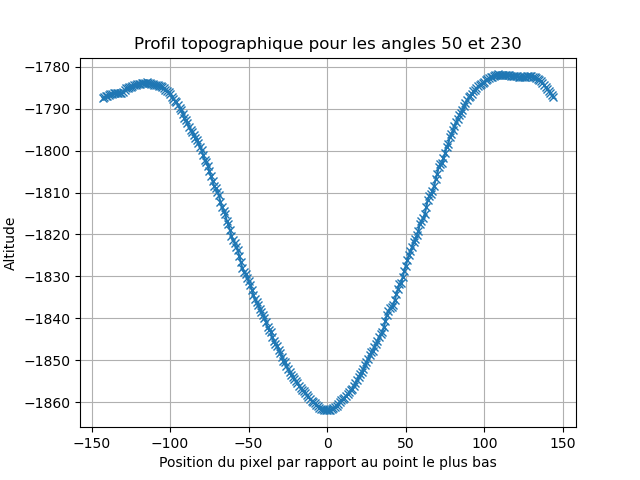 Profil topographique pour les angles 50 et 230
−1780
−1790
−1800
−1810
−1820
−1830
−1840
−1850
−1860
Altitude
−150 −100 −50 0 50 100 150
Position du pixel par rapport au point le plus bas